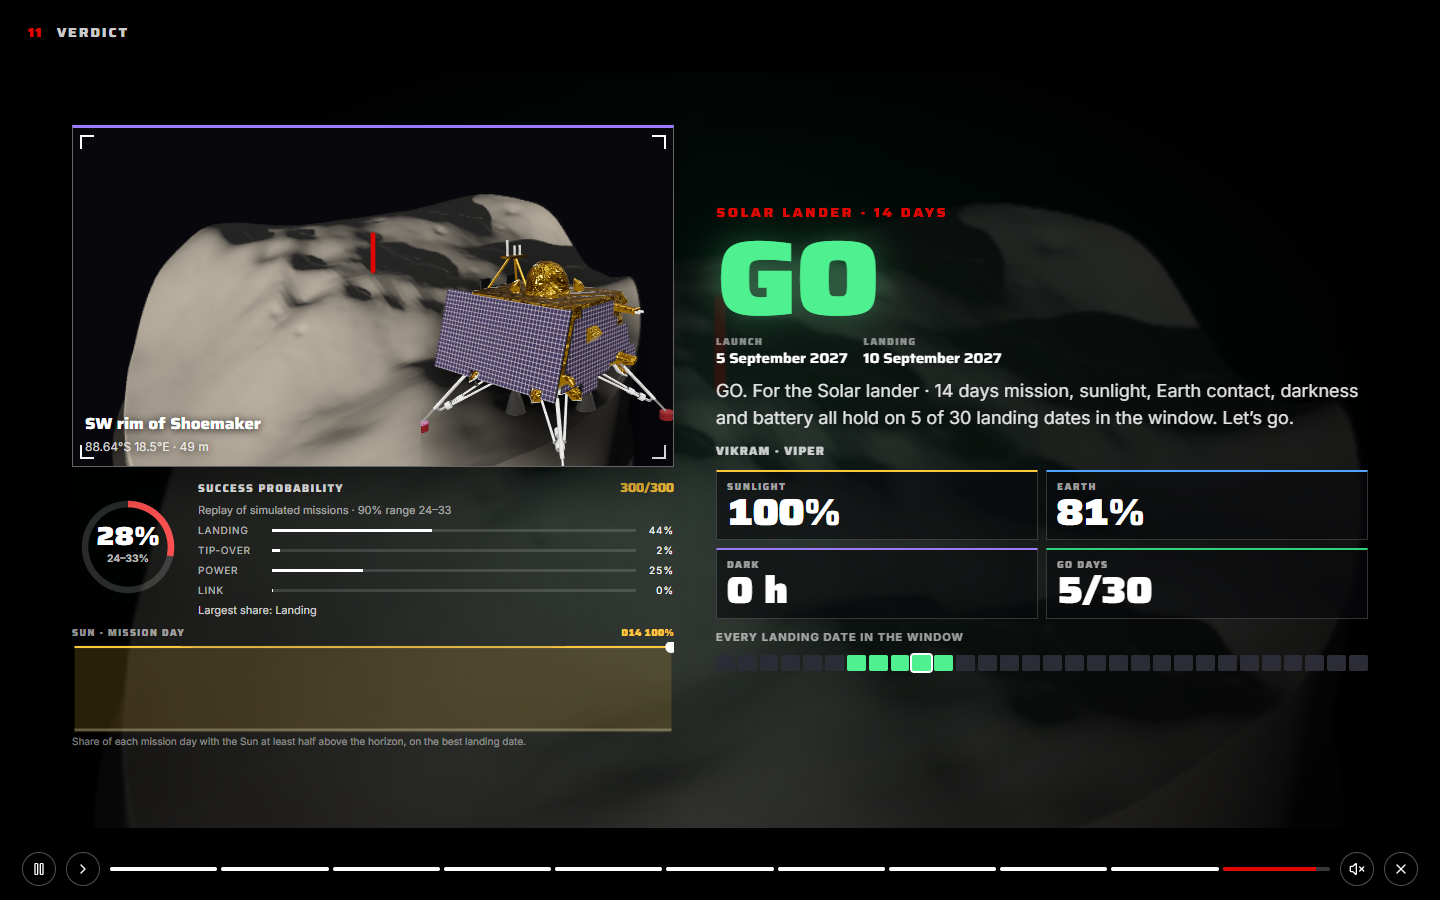 11 VERDICT
SW rim of Shoemaker
88.64°S 18.5°E · 49 m
28%
24–33%
SUCCESS PROBABILITY 300/300
Replay of simulated missions · 90% range 24–33
LANDING 44%
TIP-OVER 2%
POWER 25%
LINK 0%
Largest share: Landing
SUN · MISSION DAY D14 100%
Share of each mission day with the Sun at least half above the horizon, on the best landing date.
SOLAR LANDER · 14 DAYS
GO
LAUNCH LANDING
5 September 2027 10 September 2027
GO. For the Solar lander · 14 days mission, sunlight, Earth contact, darkness
and battery all hold on 5 of 30 landing dates in the window. Let’s go.
VIKRAM · VIPER
SUNLIGHT
100%
EARTH
81%
DARK
0 h
GO DAYS
5/30
EVERY LANDING DATE IN THE WINDOW